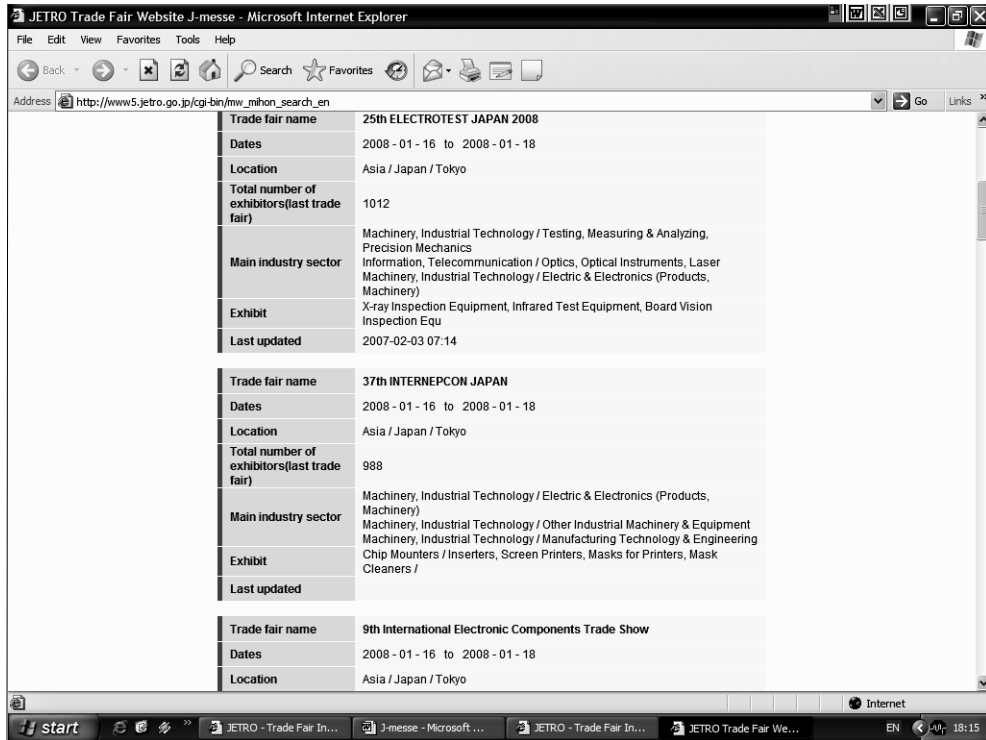 JETRO Trade Fair Website J-messe - Microsoft Internet Explorer
File Edit View Favorites Tools Help
Back Search Favorites
Address http://www5.jetro.go.jp/cgi-bin/mw_mihon_search_en Go Links
Trade fair name 25th ELECTROTEST JAPAN 2008
Dates 2008 - 01 - 16 to 2008 - 01 - 18
Location Asia / Japan / Tokyo
Total number of
exhibitors(last trade
fair) 1012
Main industry sector Machinery, Industrial Technology / Testing, Measuring & Analyzing,
Precision Mechanics
Information, Telecommunication / Optics, Optical Instruments, Laser
Machinery, Industrial Technology / Electric & Electronics (Products,
Machinery)
Exhibit X-ray Inspection Equipment, Infrared Test Equipment, Board Vision
Inspection Equ
Last updated 2007-02-03 07:14
Trade fair name 37th INTERNEPCON JAPAN
Dates 2008 - 01 - 16 to 2008 - 01 - 18
Location Asia / Japan / Tokyo
Total number of
exhibitors(last trade
fair) 988
Main industry sector Machinery, Industrial Technology / Electric & Electronics (Products,
Machinery)
Machinery, Industrial Technology / Other Industrial Machinery & Equipment
Machinery, Industrial Technology / Manufacturing Technology & Engineering
Exhibit Chip Mounters / Inserters, Screen Printers, Masks for Printers, Mask
Cleaners /
Last updated
Trade fair name 9th International Electronic Components Trade Show
Dates 2008 - 01 - 16 to 2008 - 01 - 18
Location Asia / Japan / Tokyo
Internet
start JETRO - Trade Fair In... J-messe - Microsoft ... JETRO - Trade Fair In... JETRO Trade Fair We... EN 18:15